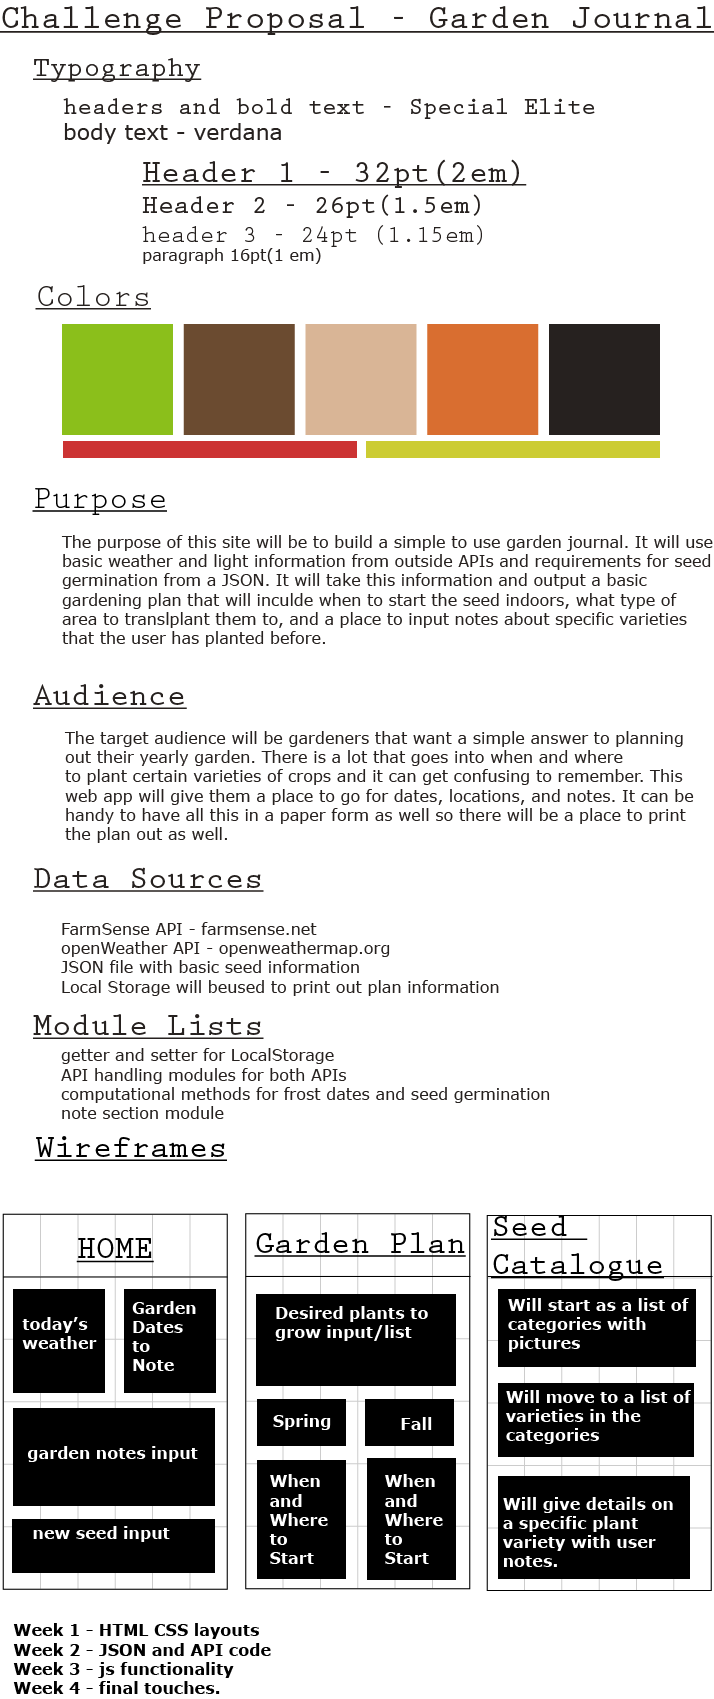 Challenge Proposal - Garden Journal
Typography
headers and bold text - Special Elite
body text - verdana
Header 1 - 32pt(2em)
Header 2 - 26pt(1.5em)
header 3 - 24pt (1.15em)
paragraph 16pt(1 em)
Colors
Purpose
The purpose of this site will be to build a simple to use garden journal. It will use
basic weather and light information from outside APIs and requirements for seed
germination from a JSON. It will take this information and output a basic
gardening plan that will inculde when to start the seed indoors, what type of
area to translplant them to, and a place to input notes about specific varieties
that the user has planted before.
Audience
The target audience will be gardeners that want a simple answer to planning
out their yearly garden. There is a lot that goes into when and where
to plant certain varieties of crops and it can get confusing to remember. This
web app will give them a place to go for dates, locations, and notes. It can be
handy to have all this in a paper form as well so there will be a place to print
the plan out as well.
Data Sources
FarmSense API - farmsense.net
openWeather API - openweathermap.org
JSON file with basic seed information
Local Storage will beused to print out plan information
Module Lists
getter and setter for LocalStorage
API handling modules for both APIs
computational methods for frost dates and seed germination
note section module
Wireframes
HOME
today's
weather
Garden
Dates
to
Note
garden notes input
new seed input
Garden Plan
Desired plants to
grow input/list
Spring
Fall
When
and
Where
to
Start
When
and
Where
to
Start
Seed
Catalogue
Will start as a list of
categories with
pictures
Will move to a list of
varieties in the
categories
Will give details on
a specific plant
variety with user
notes.
Week 1 - HTML CSS layouts
Week 2 - JSON and API code
Week 3 - js functionality
Week 4 - final touches.